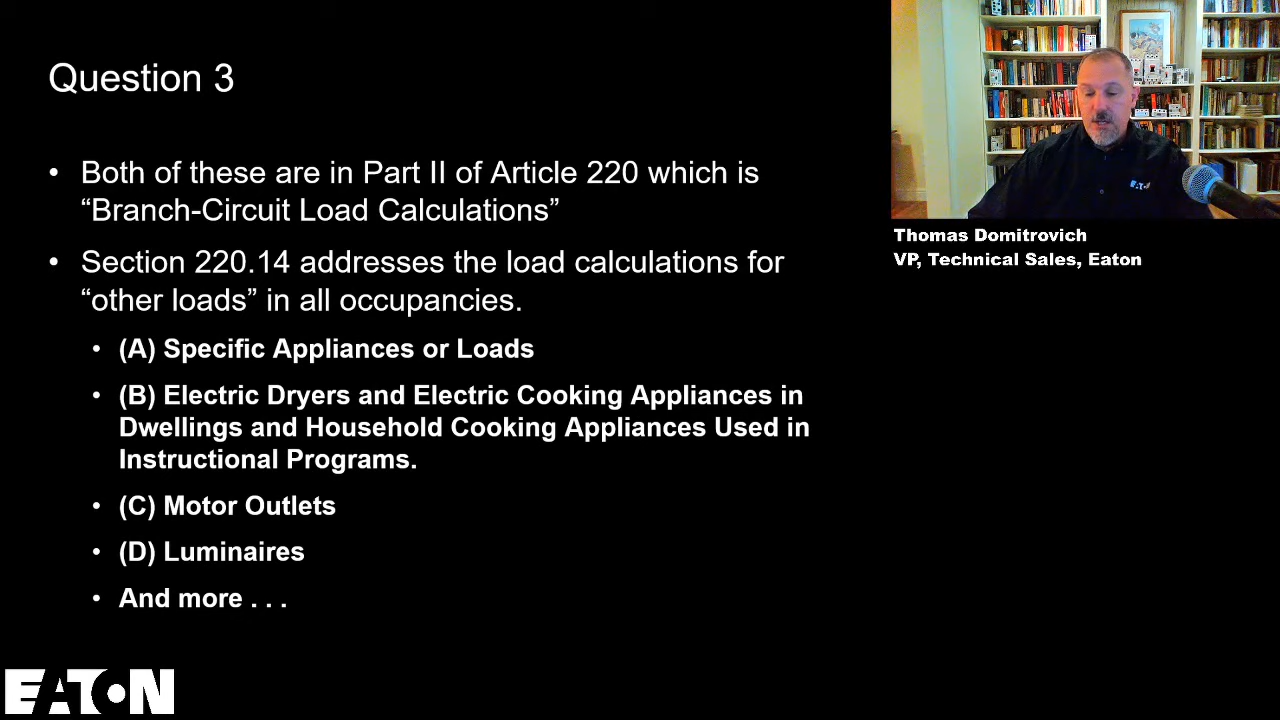 Question 3
• Both of these are in Part II of Article 220 which is
“Branch-Circuit Load Calculations”
• Section 220.14 addresses the load calculations for
“other loads” in all occupancies.
• (A) Specific Appliances or Loads
• (B) Electric Dryers and Electric Cooking Appliances in
Dwellings and Household Cooking Appliances Used in
Instructional Programs.
• (C) Motor Outlets
• (D) Luminaires
• And more . . .
EATON
Thomas Domitrovich
VP, Technical Sales, Eaton
EATON